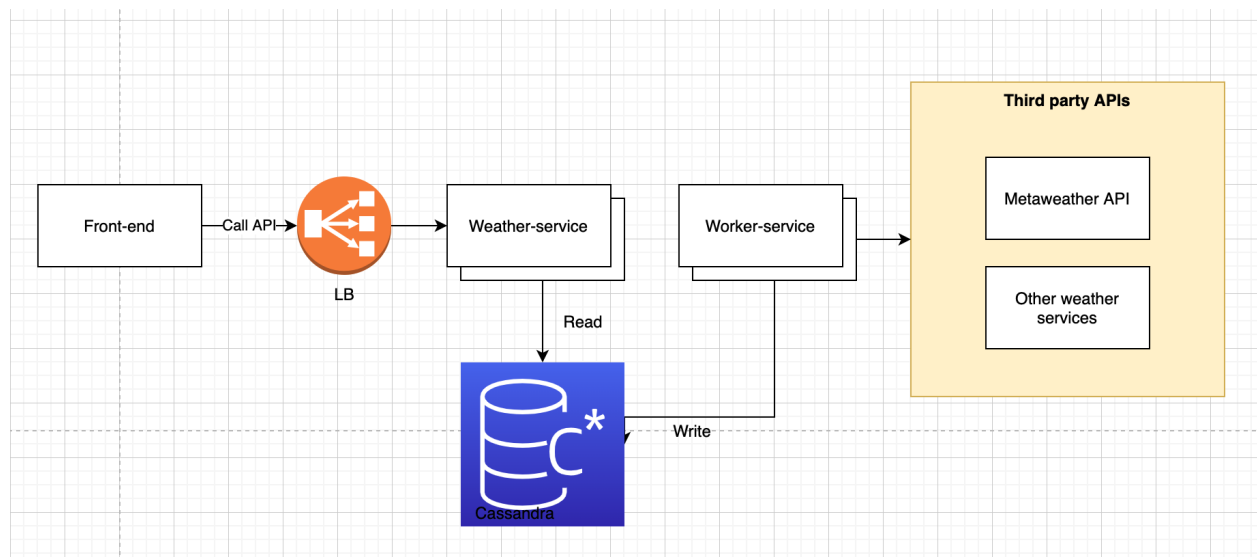 Third party APIs
Metaweather API
Front-end
Call API
Weather-service
Worker-service
LB
Other weather
services
Read
Write
C*
Cassandra